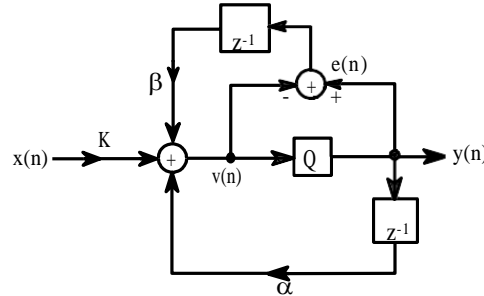 z-1
e(n)
β
+
-
+
K
x(n)
+
v(n)
Q
y(n)
z-1
α